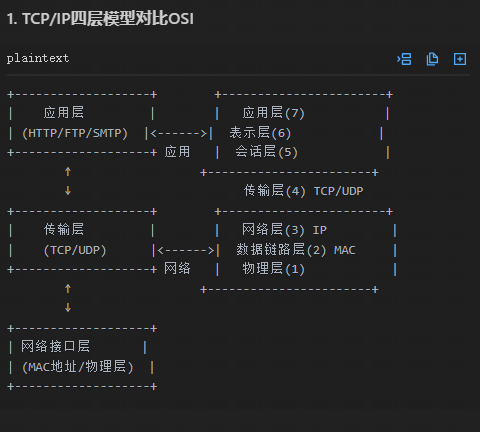 1. TCP/IP四层模型对比OSI
plaintext
+-------------------+        +-----------------------+
|    应用层         |        |   应用层(7)          |
| (HTTP/FTP/SMTP)  |<------>| 表示层(6)            |
+-------------------+ 应用   |  会话层(5)            |
        ↑                  +-----------------------+
        ↓                       传输层(4) TCP/UDP
+-------------------+        +-----------------------+
|    传输层         |        |   网络层(3) IP        |
|    (TCP/UDP)      |<------>|  数据链路层(2) MAC     |
+-------------------+ 网络   |   物理层(1)           |
        ↑                  +-----------------------+
        ↓
+-------------------+
| 网络接口层       |
| (MAC地址/物理层)  |
+-------------------+